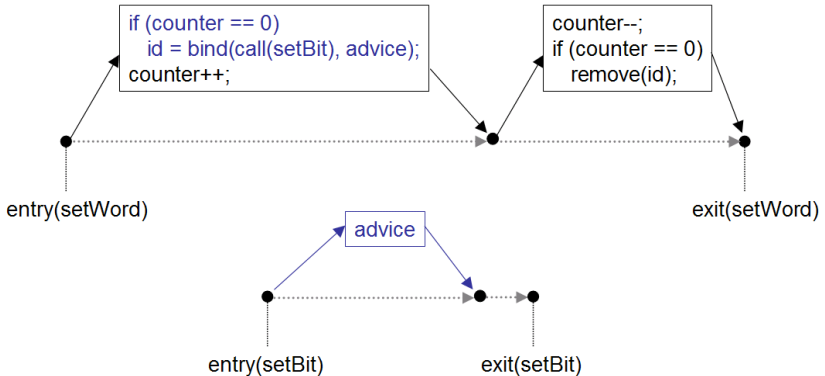 if (counter == 0)
id = bind(call(setBit), advice);
counter++;
counter--;
if (counter == 0)
remove(id);
entry(setWord)
exit(setWord)
advice
entry(setBit)
exit(setBit)